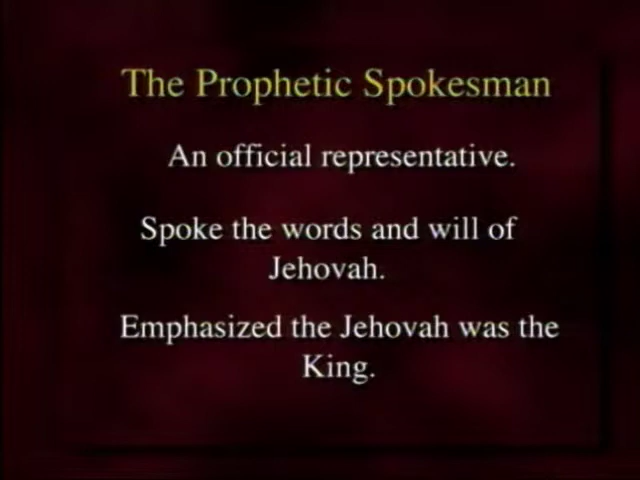 The Prophetic Spokesman
An official representative.
Spoke the words and will of
Jehovah.
Emphasized the Jehovah was the
King.